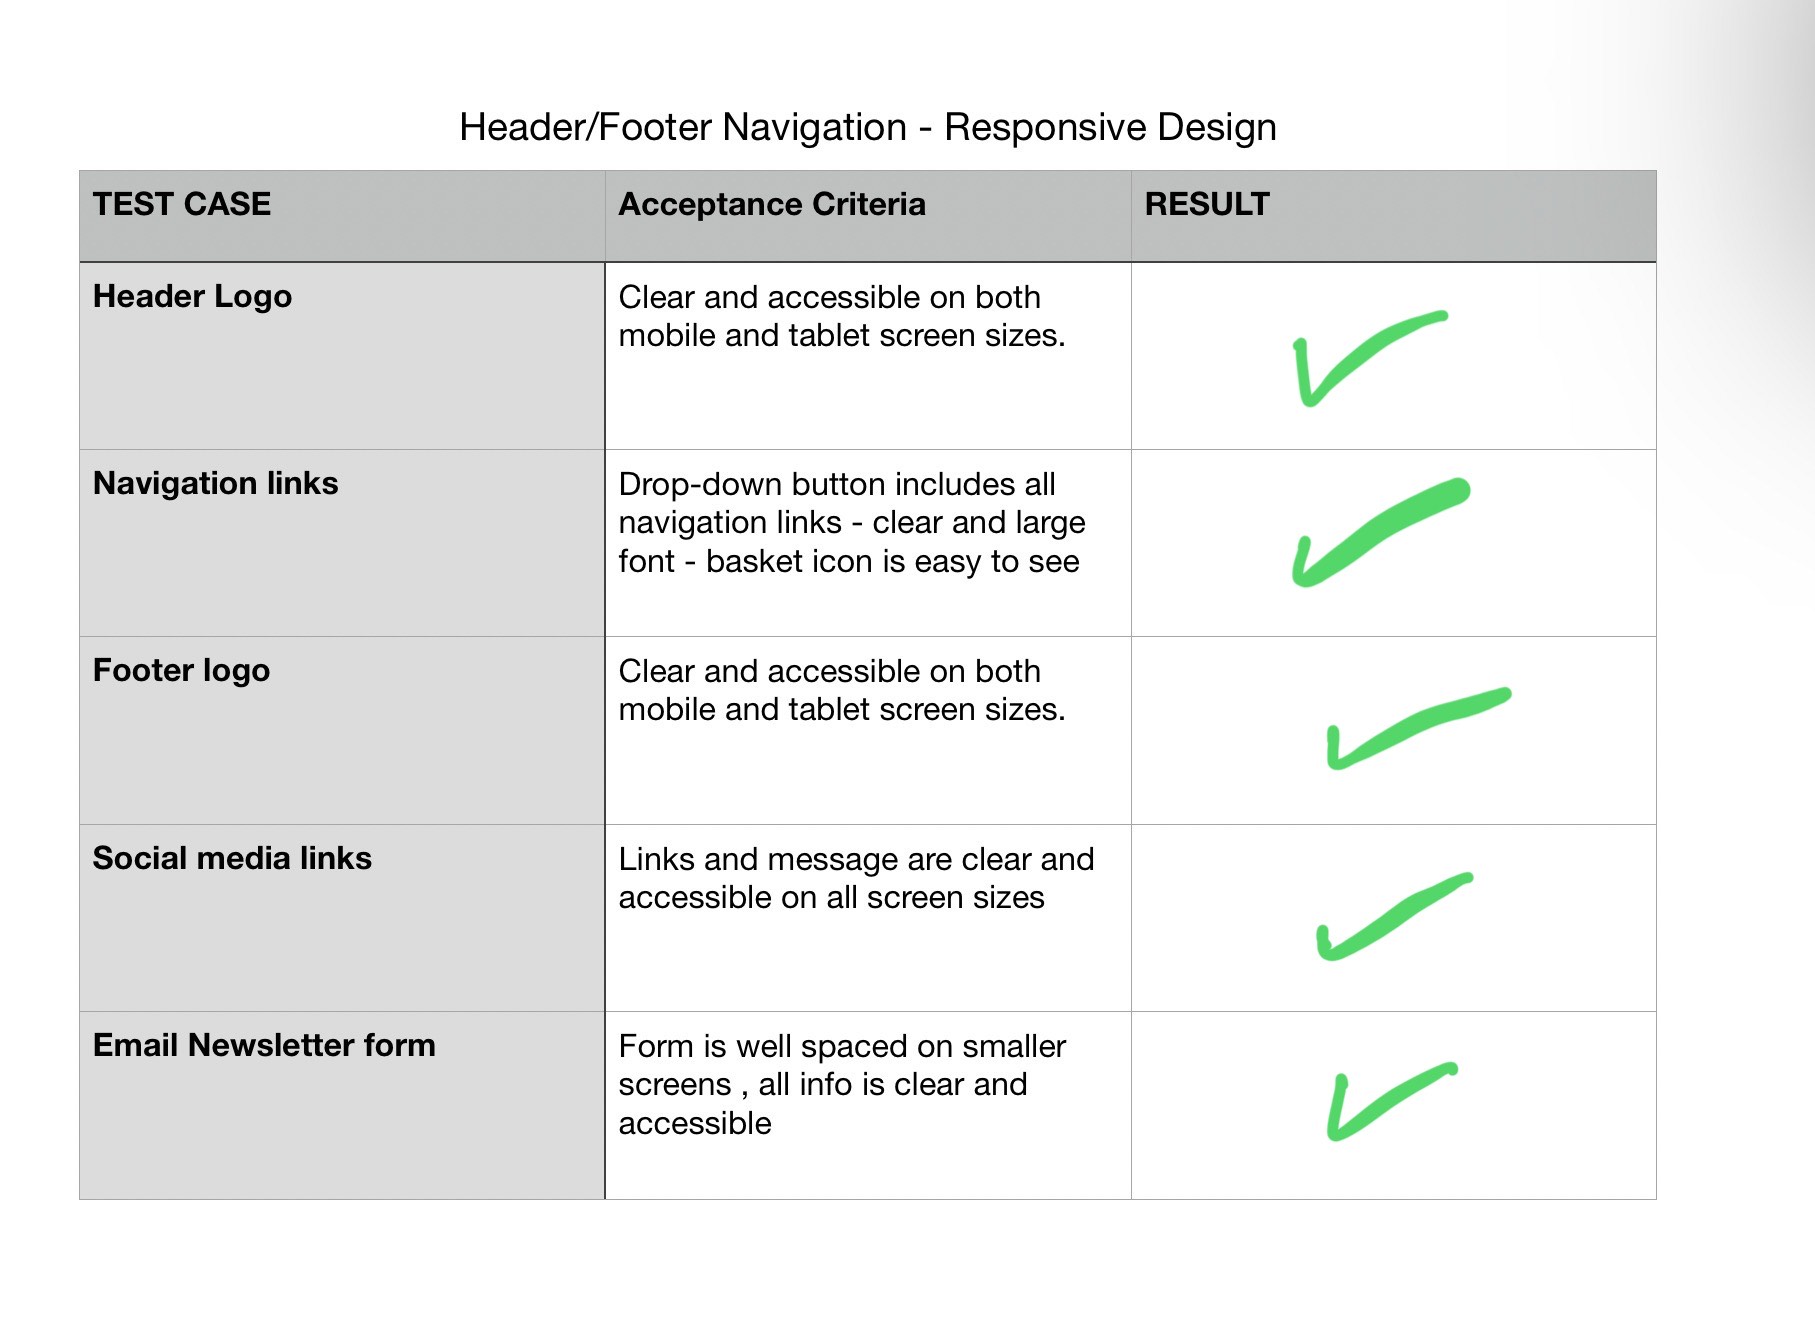 Header/Footer Navigation - Responsive Design
TEST CASE
Acceptance Criteria
RESULT
Header Logo
Clear and accessible on both
mobile and tablet screen sizes.
Navigation links
Drop-down button includes all
navigation links - clear and large
font - basket icon is easy to see
Footer logo
Clear and accessible on both
mobile and tablet screen sizes.
Social media links
Links and message are clear and
accessible on all screen sizes
Email Newsletter form
Form is well spaced on smaller
screens , all info is clear and
accessible